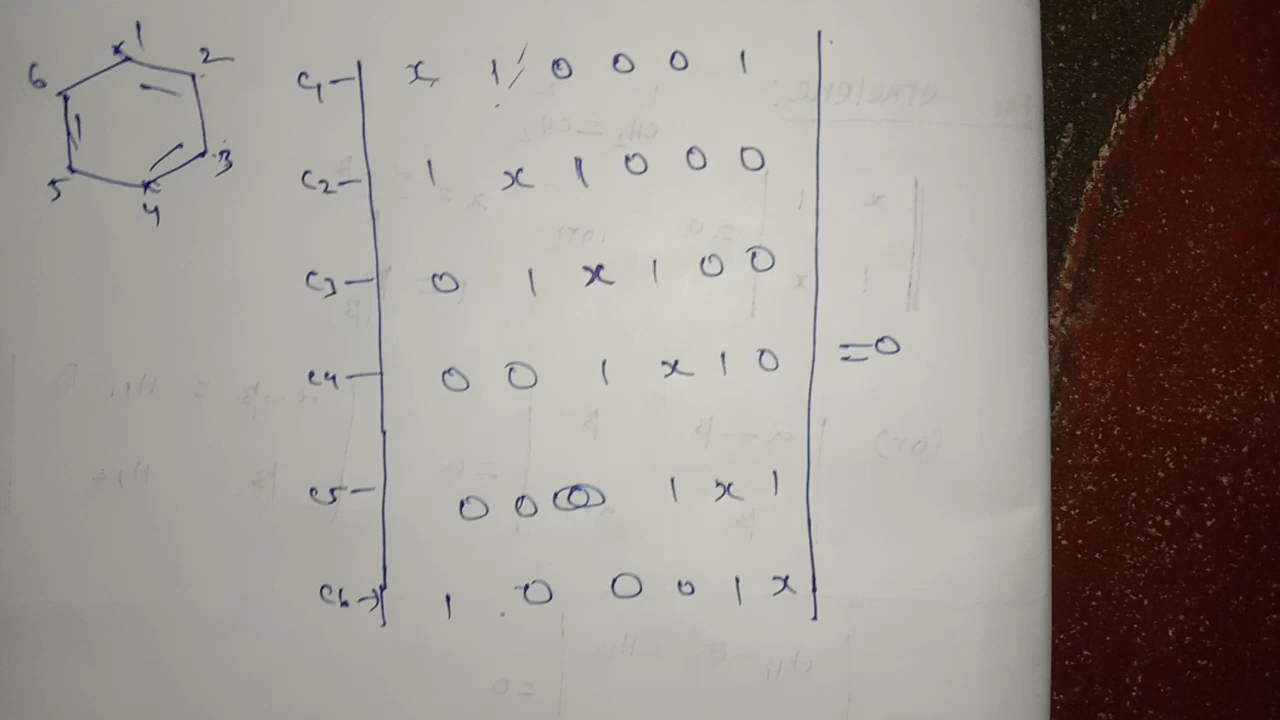 1
6 2
5 3
4
C1- x 1 0 0 0 1
C2- 1 x 1 0 0 0
C3- 0 1 x 1 0 0
C4- 0 0 1 x 1 0 =0
C5- 0 0 0 1 x 1
C6→ 1 0 0 0 1 x